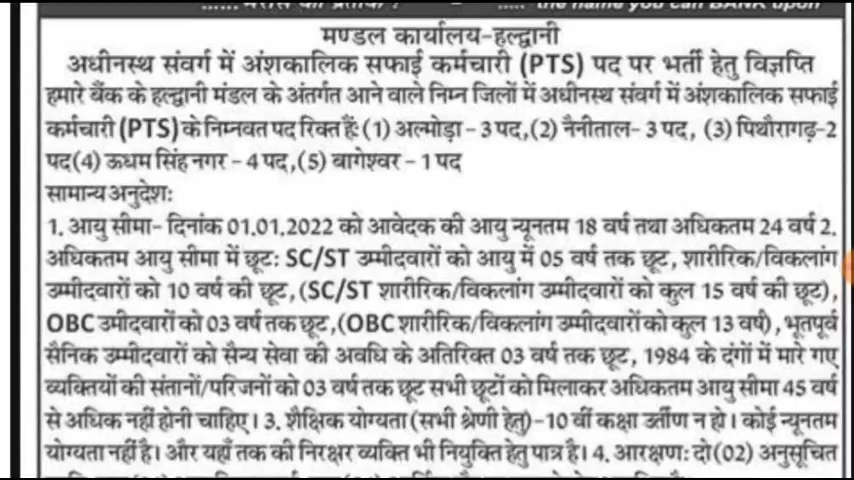 the name you can BANK upon
मण्डल कार्यालय-हल्द्वानी
अधीनस्थ संवर्ग में अंशकालिक सफाई कर्मचारी (PTS) पद पर भर्ती हेतु विज्ञप्ति
हमारे बैंक के हल्द्वानी मंडल के अंतर्गत आने वाले निम्न जिलों में अधीनस्थ संवर्ग में अंशकालिक सफाई
कर्मचारी (PTS) के निम्नवत पद रिक्त हैं: (1) अल्मोड़ा - 3 पद, (2) नैनीताल- 3 पद, (3) पिथौरागढ़-2
पद(4) ऊधम सिंह नगर - 4 पद, (5) बागेश्वर - 1 पद
सामान्य अनुदेश:
1. आयु सीमा- दिनांक 01.01.2022 को आवेदक की आयु न्यूनतम 18 वर्ष तथा अधिकतम 24 वर्ष 2.
अधिकतम आयु सीमा में छूट: SC/ST उम्मीदवारों को आयु में 05 वर्ष तक छूट, शारीरिक/विकलांग
उम्मीदवारों को 10 वर्ष की छूट, (SC/ST शारीरिक/विकलांग उम्मीदवारों को कुल 15 वर्ष की छूट),
OBC उमीदवारों को 03 वर्ष तक छूट, (OBC शारीरिक/विकलांग उम्मीदवारों को कुल 13 वर्ष), भूतपूर्व
सैनिक उम्मीदवारों को सैन्य सेवा की अवधि के अतिरिक्त 03 वर्ष तक छूट, 1984 के दंगों में मारे गए
व्यक्तियों की संतानों/परिजनों को 03 वर्ष तक छूट सभी छूटों को मिलाकर अधिकतम आयु सीमा 45 वर्ष
से अधिक नहीं होनी चाहिए। 3. शैक्षिक योग्यता (सभी श्रेणी हेतु)-10 वीं कक्षा उर्तीण न हो। कोई न्यूनतम
योग्यता नहीं है। और यहाँ तक की निरक्षर व्यक्ति भी नियुक्ति हेतु पात्र है। 4. आरक्षण: दो(02) अनुसूचित